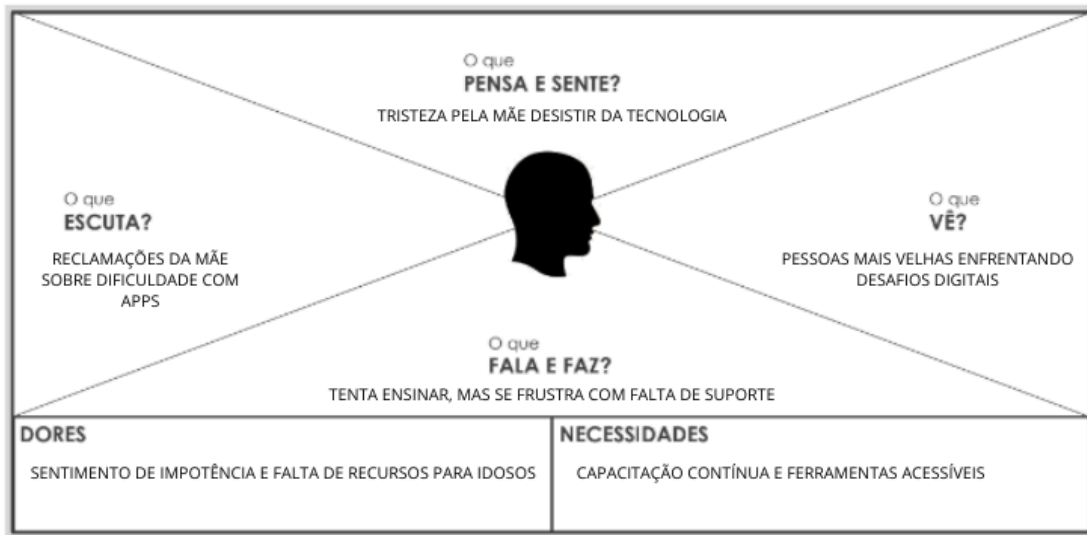 O que
PENSA E SENTE?
TRISTEZA PELA MÃE DESISTIR DA TECNOLOGIA
O que
ESCUTA?
RECLAMAÇÕES DA MÃE
SOBRE DIFICULDADE COM
APPS
O que
VÊ?
PESSOAS MAIS VELHAS ENFRENTANDO
DESAFIOS DIGITAIS
O que
FALA E FAZ?
TENTA ENSINAR, MAS SE FRUSTRA COM FALTA DE SUPORTE
DORES
SENTIMENTO DE IMPOTÊNCIA E FALTA DE RECURSOS PARA IDOSOS
NECESSIDADES
CAPACITAÇÃO CONTÍNUA E FERRAMENTAS ACESSÍVEIS